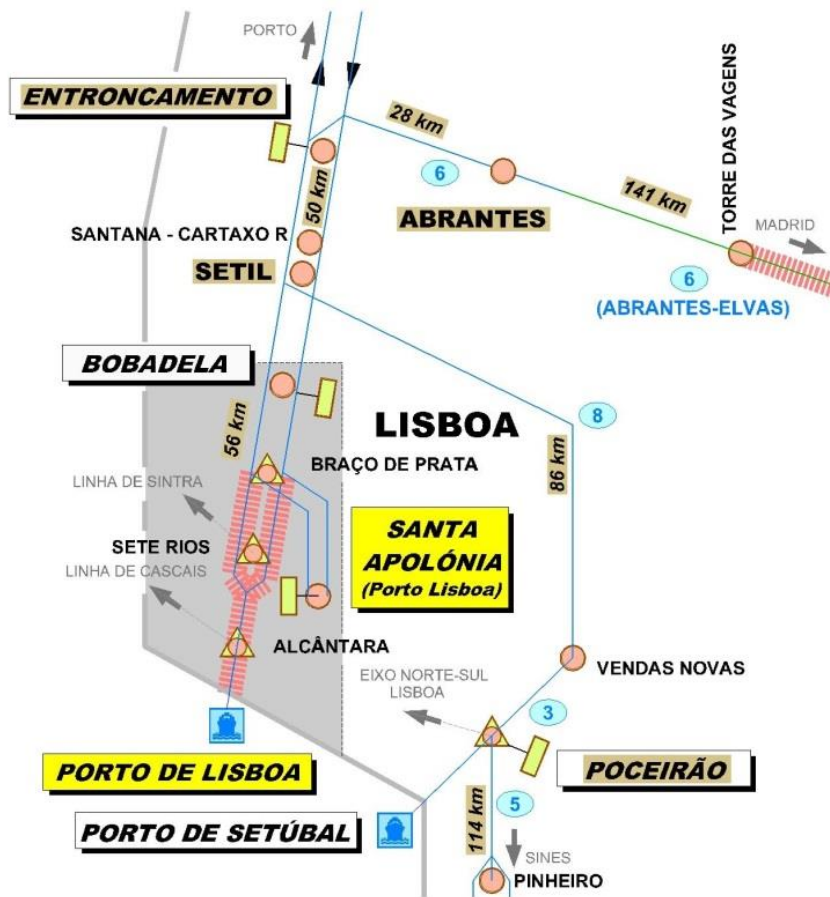 PORTO
ENTRONCAMENTO
28 km
6
TORRE DAS VAGENS
141 km
50 km
ABRANTES
MADRID
SANTANA - CARTAXO R
SETIL
6
(ABRANTES-ELVAS)
BOBADELA
56 km
LISBOA
8
86 km
BRAÇO DE PRATA
LINHA DE SINTRA
SETE RIOS
SANTA
APOLÓNIA
(Porto Lisboa)
LINHA DE CASCAIS
ALCÂNTARA
VENDAS NOVAS
EIXO NORTE-SUL
LISBOA
3
PORTO DE LISBOA
POCEIRÃO
PORTO DE SETÚBAL
114 km
5
SINES
PINHEIRO